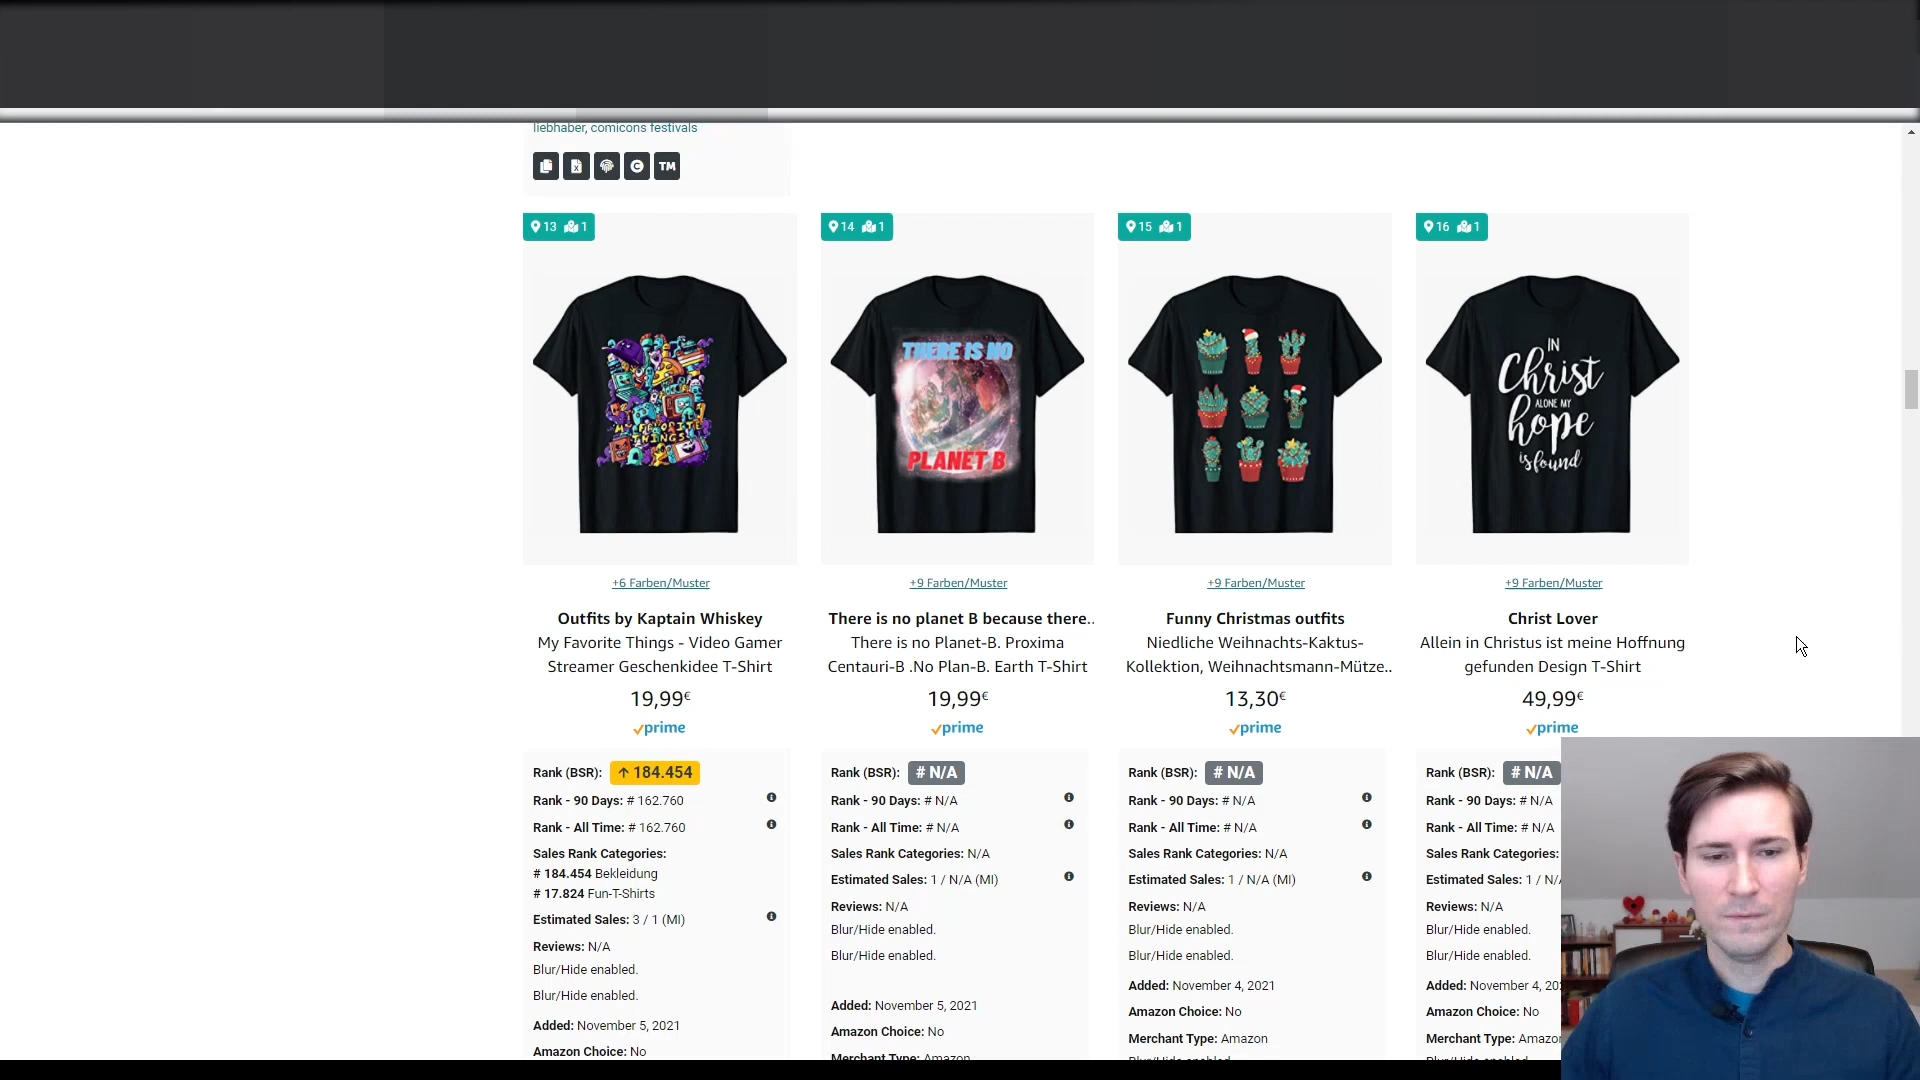 liebhaber, comicons festivals
TM
13 1
14 1
15 1
16 1
MY FAVORITE
THINGS
THERE IS NO
PLANET B
IN
Christ
ALONE MY
hope
is found
+6 Farben/Muster
+9 Farben/Muster
+9 Farben/Muster
+9 Farben/Muster
Outfits by Kaptain Whiskey
My Favorite Things - Video Gamer
Streamer Geschenkidee T-Shirt
19,99€
prime
There is no planet B because there..
There is no Planet-B. Proxima
Centauri-B .No Plan-B. Earth T-Shirt
19,99€
prime
Funny Christmas outfits
Niedliche Weihnachts-Kaktus-
Kollektion, Weihnachtsmann-Mütze..
13,30€
prime
Christ Lover
Allein in Christus ist meine Hoffnung
gefunden Design T-Shirt
49,99€
prime
Rank (BSR): 184.454
Rank - 90 Days: # 162.760
Rank - All Time: # 162.760
Sales Rank Categories:
# 184.454 Bekleidung
# 17.824 Fun-T-Shirts
Estimated Sales: 3 / 1 (MI)
Reviews: N/A
Blur/Hide enabled.
Blur/Hide enabled.
Added: November 5, 2021
Amazon Choice: No
Rank (BSR): # N/A
Rank - 90 Days: # N/A
Rank - All Time: # N/A
Sales Rank Categories: N/A
Estimated Sales: 1 / N/A (MI)
Reviews: N/A
Blur/Hide enabled.
Blur/Hide enabled.
Added: November 5, 2021
Amazon Choice: No
Merchant Type: Amazon
Rank (BSR): # N/A
Rank - 90 Days: # N/A
Rank - All Time: # N/A
Sales Rank Categories: N/A
Estimated Sales: 1 / N/A (MI)
Reviews: N/A
Blur/Hide enabled.
Blur/Hide enabled.
Added: November 4, 2021
Amazon Choice: No
Merchant Type: Amazon
Blur/Hide enabled.
Rank (BSR): # N/A
Rank - 90 Days: # N/A
Rank - All Time: # N/A
Sales Rank Categories:
Estimated Sales: 1 / N/
Reviews: N/A
Blur/Hide enabled.
Blur/Hide enabled.
Added: November 4, 20
Amazon Choice: No
Merchant Type: Amazo
Blur/Hide enabled.